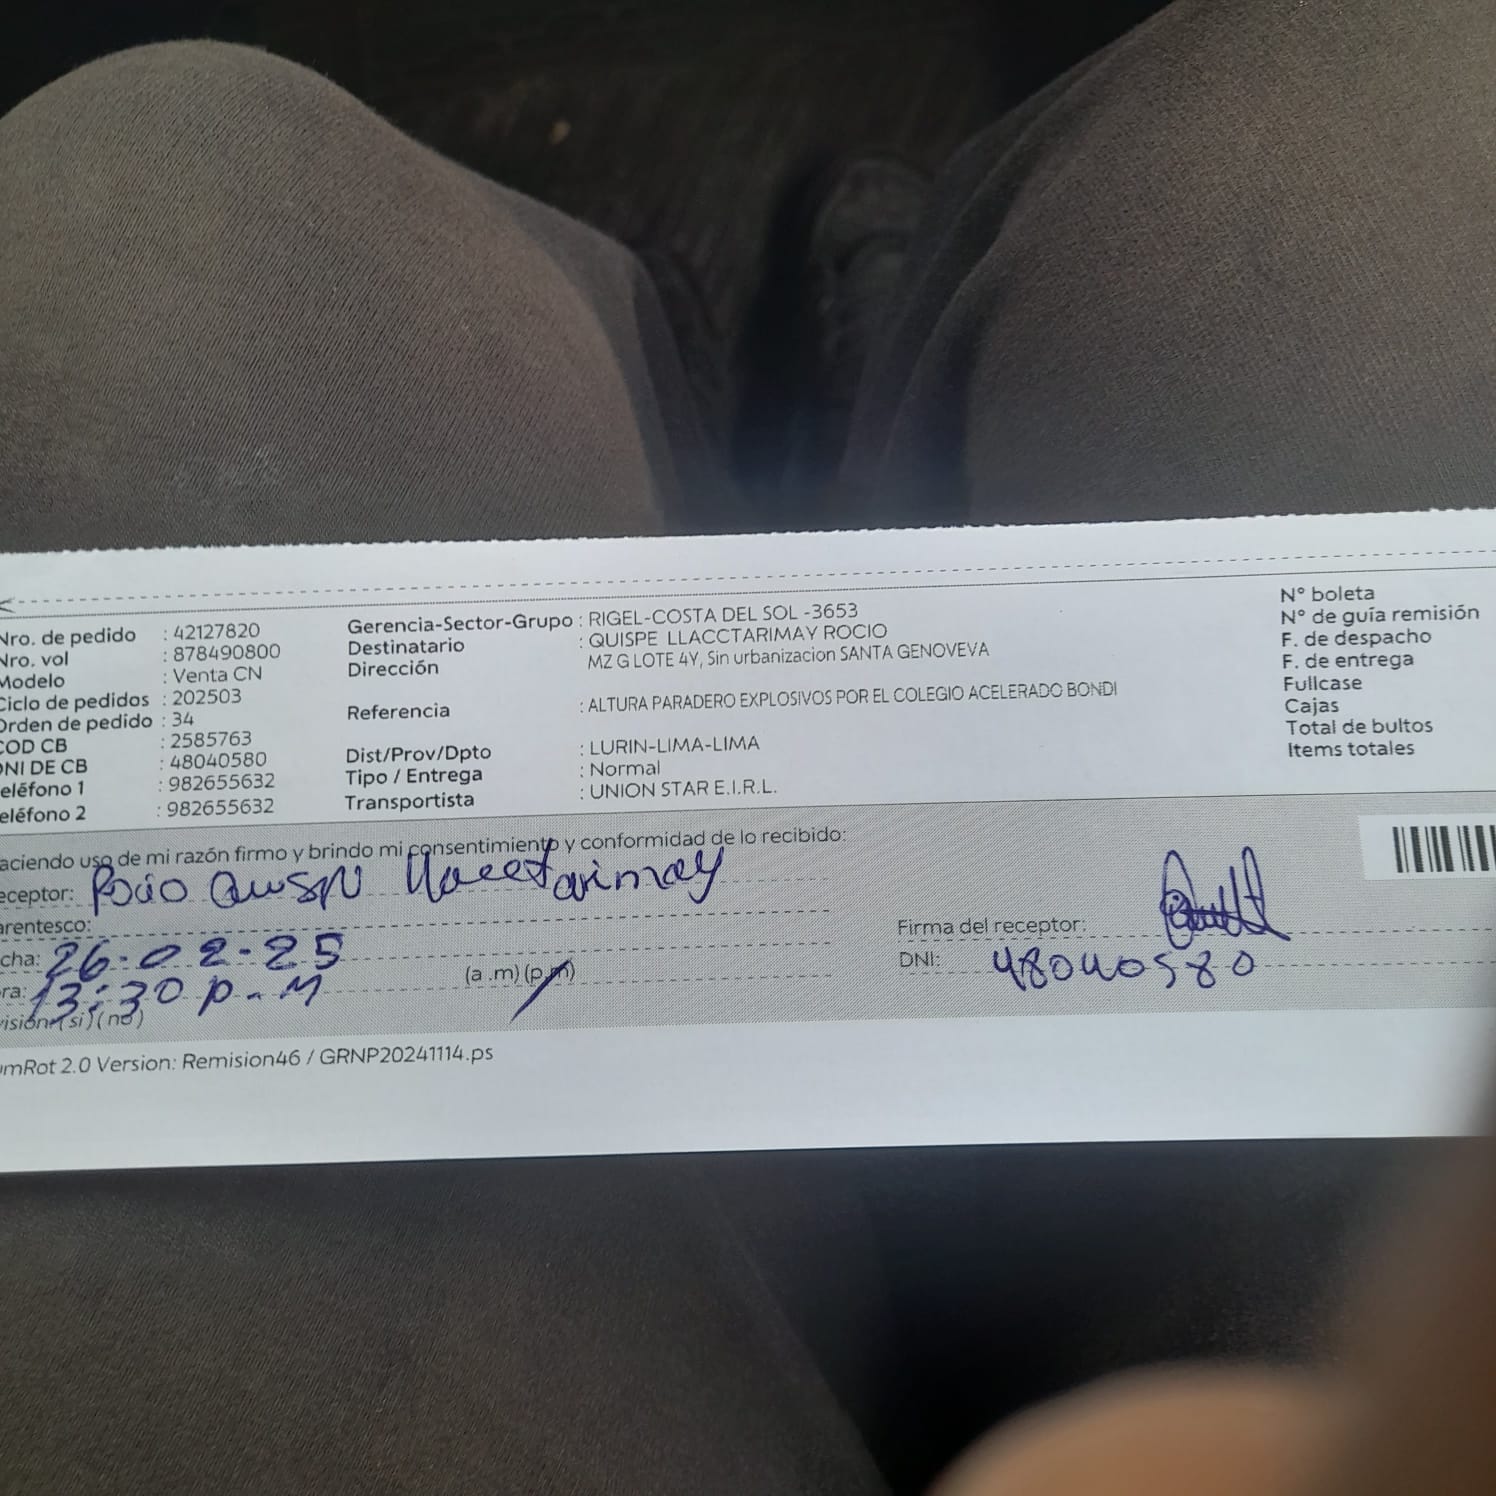 Nro. de pedido : 42127820
Nro. vol : 878490800
Modelo : Venta CN
Ciclo de pedidos : 202503
Orden de pedido : 34
COD CB : 2585763
DNI DE CB : 48040580
eléfono 1 : 982655632
eléfono 2 : 982655632
Gerencia-Sector-Grupo : RIGEL-COSTA DEL SOL -3653
Destinatario : QUISPE LLACCTARIMAY ROCIO
Dirección MZ G LOTE 4Y, Sin urbanizacion SANTA GENOVEVA
Referencia : ALTURA PARADERO EXPLOSIVOS POR EL COLEGIO ACELERADO BONDI
Dist/Prov/Dpto : LURIN-LIMA-LIMA
Tipo / Entrega : Normal
Transportista : UNION STAR E.I.R.L.
N° boleta
N° de guía remisión
F. de despacho
F. de entrega
Fullcase
Cajas
Total de bultos
Items totales
aciendo uso de mi razón firmo y brindo mi consentimiento y conformidad de lo recibido:
eceptor: Rocio Quispe Llacctarimay
arentesco:
cha: 26-02-25
ra: 13:30 p.m (a .m) (p.m)
visión (si) (no)
Firma del receptor:
DNI: 48040580
umRot 2.0 Version: Remision46 / GRNP20241114.ps